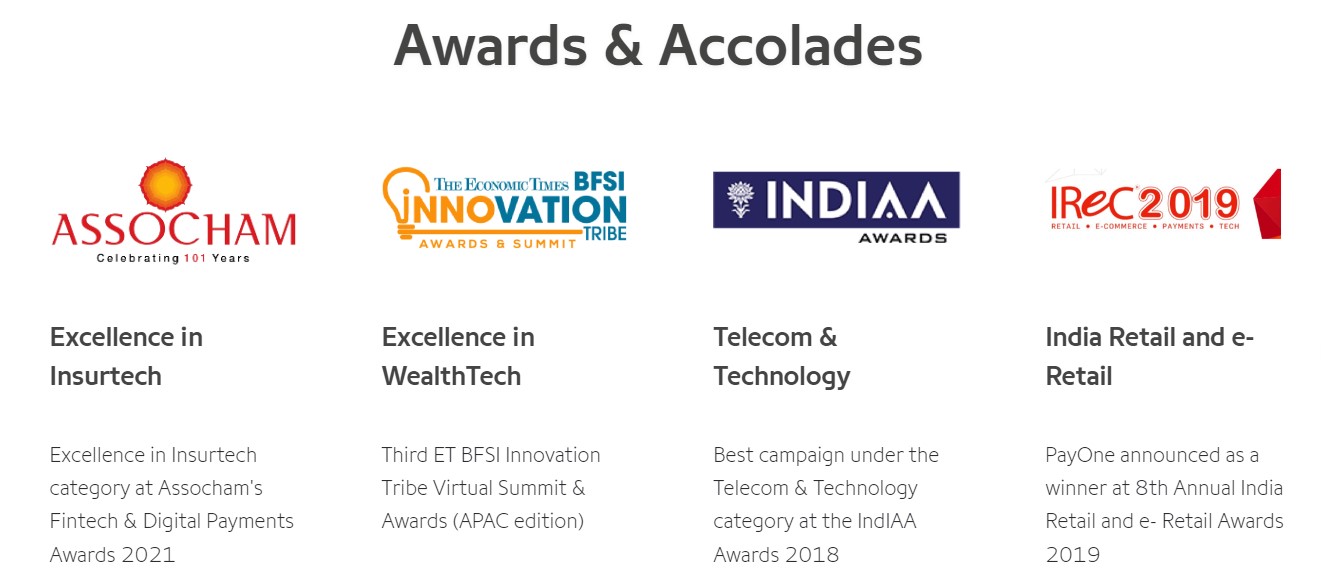 Awards & Accolades
ASSOCHAM
Celebrating 101 Years
THE ECONOMIC TIMES BFSI
INNOVATION
TRIBE
AWARDS & SUMMIT
INDIAA
AWARDS
IReC 2019
RETAIL • E-COMMERCE • PAYMENTS • TECH
Excellence in
Insurtech
Excellence in Insurtech
category at Assocham's
Fintech & Digital Payments
Awards 2021
Excellence in
WealthTech
Third ET BFSI Innovation
Tribe Virtual Summit &
Awards (APAC edition)
Telecom &
Technology
Best campaign under the
Telecom & Technology
category at the IndIAA
Awards 2018
India Retail and e-
Retail
PayOne announced as a
winner at 8th Annual India
Retail and e- Retail Awards
2019